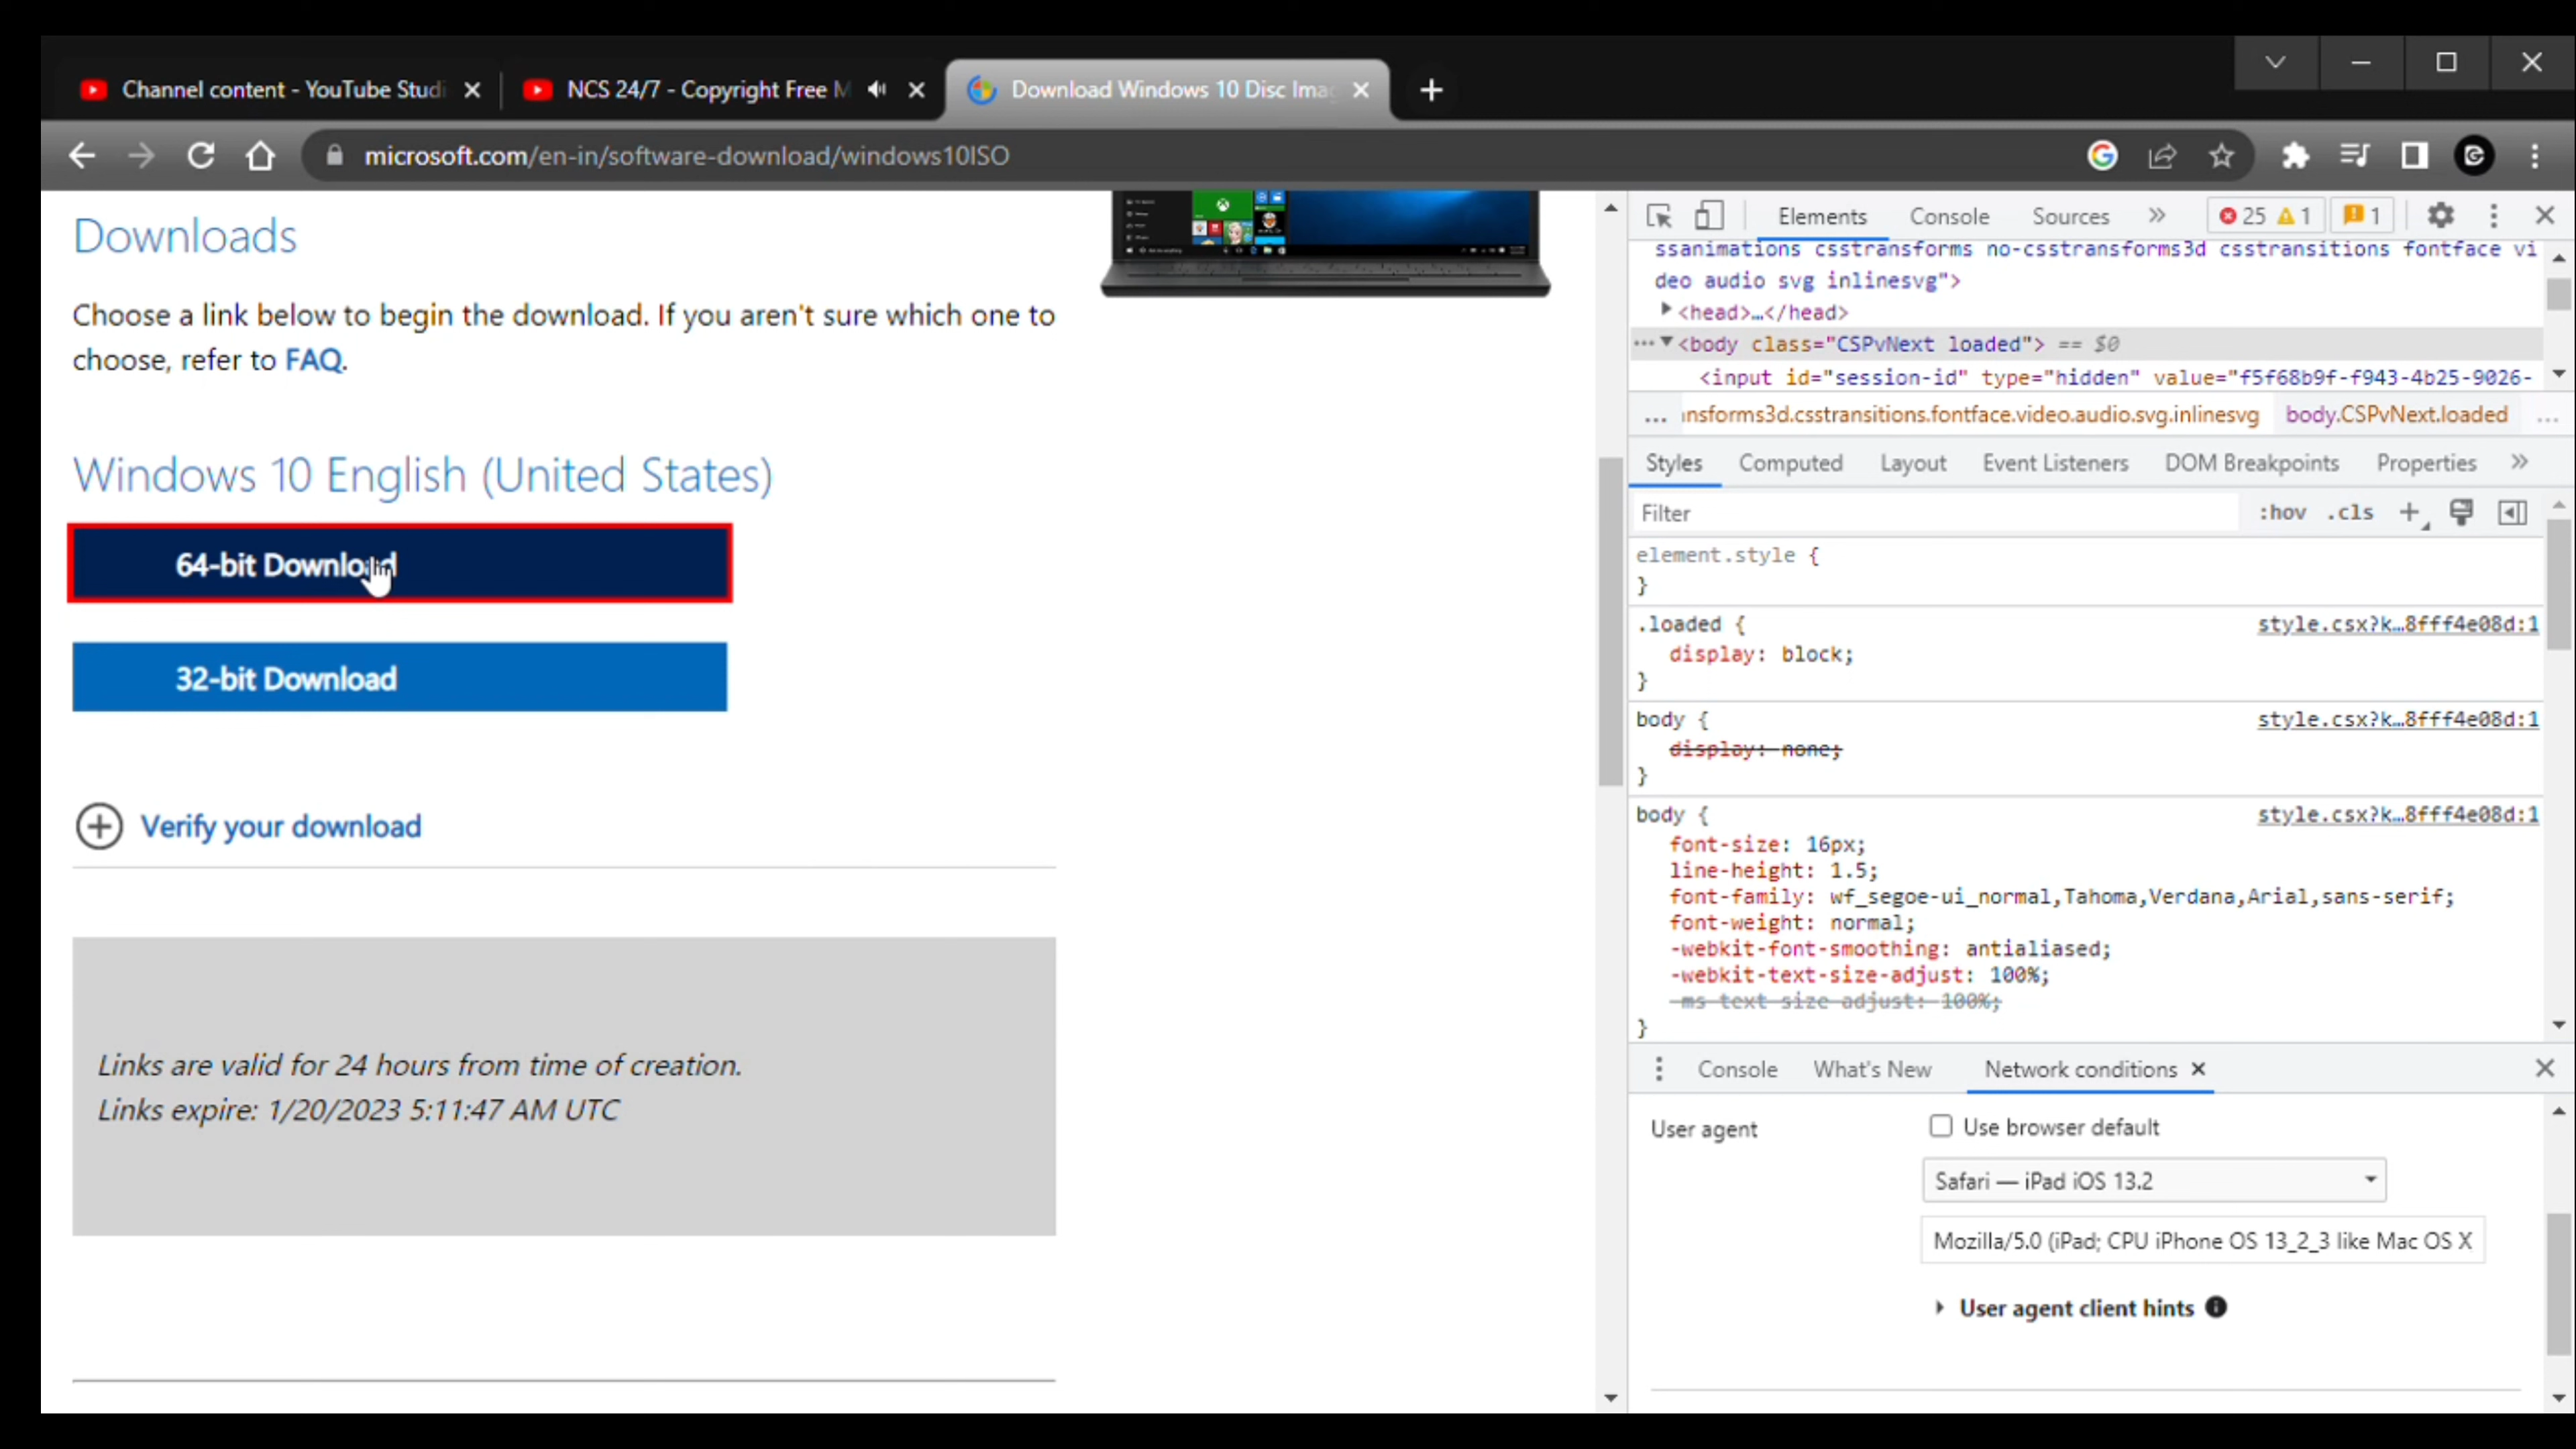 Channel content - YouTube Studi
NCS 24/7 - Copyright Free M
Download Windows 10 Disc Ima
microsoft.com/en-in/software-download/windows10ISO
Downloads
Choose a link below to begin the download. If you aren't sure which one to
choose, refer to FAQ.
Windows 10 English (United States)
64-bit Download
32-bit Download
Verify your download
Links are valid for 24 hours from time of creation.
Links expire: 1/20/2023 5:11:47 AM UTC
Elements Console Sources » 25 1 1
ssanimations csstransforms no-csstransforms3d csstransitions fontface vi
deo audio svg inlinesvg">
<head>…</head>
… <body class="CSPvNext loaded"> == $0
<input id="session-id" type="hidden" value="f5f68b9f-f943-4b25-9026-
... nsforms3d.csstransitions.fontface.video.audio.svg.inlinesvg body.CSPvNext.loaded ...
Styles Computed Layout Event Listeners DOM Breakpoints Properties »
Filter :hov .cls +
element.style {
}
.loaded { style.csx?k…8fff4e08d:1
display: block;
}
body { style.csx?k…8fff4e08d:1
display: none;
}
body { style.csx?k…8fff4e08d:1
font-size: 16px;
line-height: 1.5;
font-family: wf_segoe-ui_normal,Tahoma,Verdana,Arial,sans-serif;
font-weight: normal;
-webkit-font-smoothing: antialiased;
-webkit-text-size-adjust: 100%;
-ms-text-size-adjust: 100%;
}
Console What's New Network conditions
User agent Use browser default
Safari — iPad iOS 13.2
Mozilla/5.0 (iPad; CPU iPhone OS 13_2_3 like Mac OS X
User agent client hints